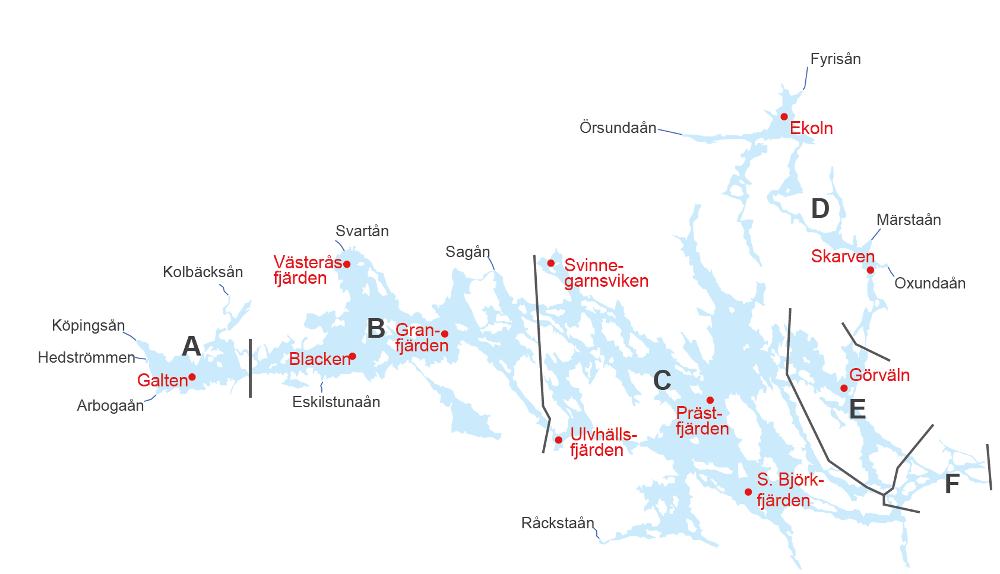 Fyrisån
Örsundaån
Ekoln
D
Märstaån
Svartån
Skarven
Sagån
Västerås
fjärden
Svinne-
garnsviken
Kolbäcksån
Oxundaån
Köpingsån
A
B
Gran-
fjärden
Hedströmmen
Blacken
Galten
C
Görväln
Arbogaån
Eskilstunaån
E
Präst-
fjärden
Ulvhälls-
fjärden
S. Björk-
fjärden
F
Råckstaån